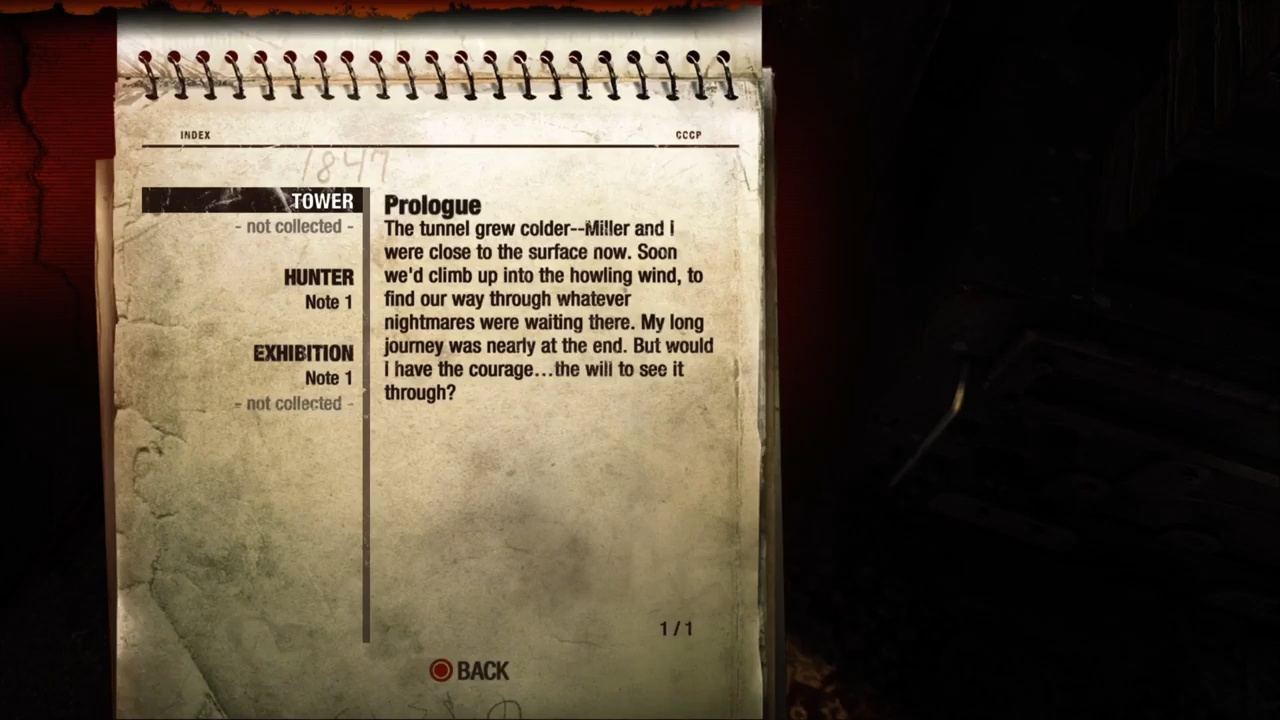 INDEX
CCCP
1847
TOWER
- not collected -
HUNTER
Note 1
EXHIBITION
Note 1
- not collected -
Prologue
The tunnel grew colder--Miller and I
were close to the surface now. Soon
we'd climb up into the howling wind, to
find our way through whatever
nightmares were waiting there. My long
journey was nearly at the end. But would
I have the courage...the will to see it
through?
1 / 1
BACK